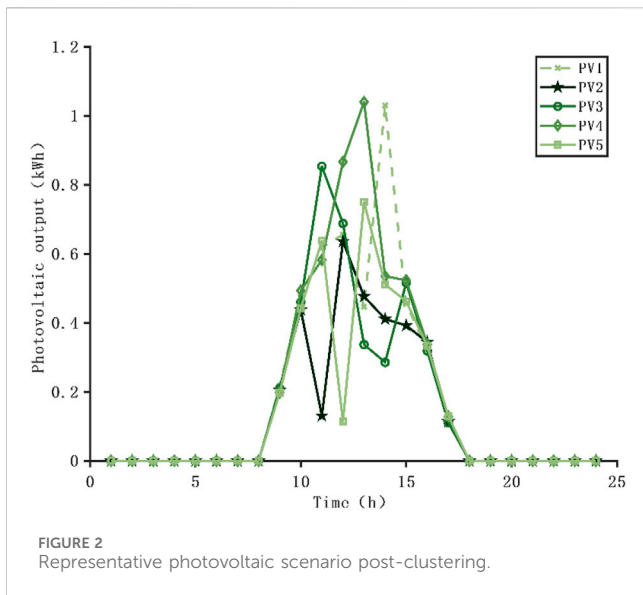 1.2
1
0.8
0.6
0.4
0.2
0
Photovoltaic output (kWh)
PV1
PV2
PV3
PV4
PV5
0 5 10 15 20 25
Time (h)
FIGURE 2
Representative photovoltaic scenario post-clustering.